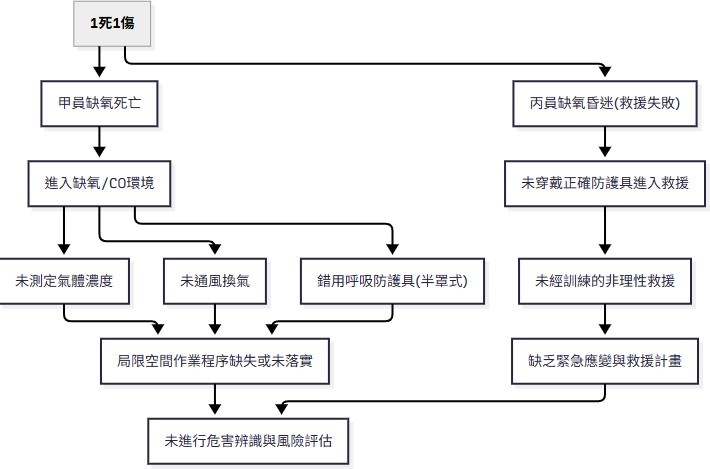 1死1傷
甲員缺氧死亡
丙員缺氧昏迷(救援失敗)
進入缺氧/CO環境
未穿戴正確防護具進入救援
未測定氣體濃度
未通風換氣
錯用呼吸防護具(半罩式)
未經訓練的非理性救援
局限空間作業程序缺失或未落實
缺乏緊急應變與救援計畫
未進行危害辨識與風險評估